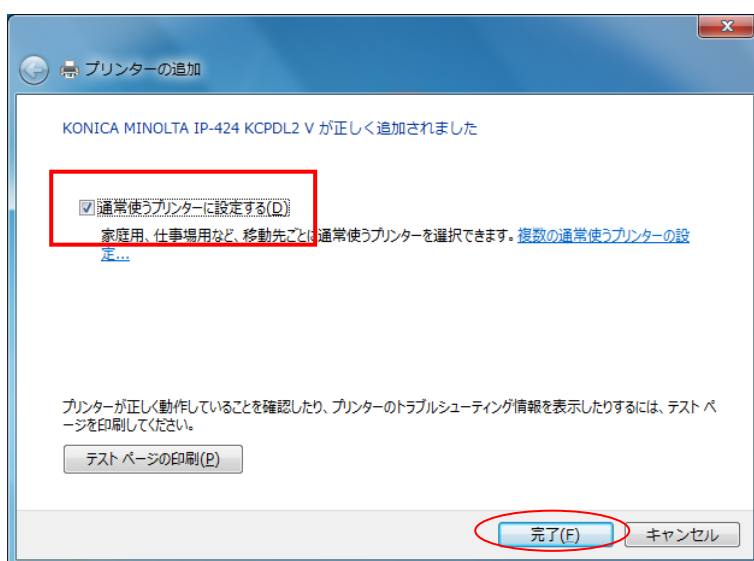 プリンターの追加
KONICA MINOLTA IP-424 KCPDL2 V が正しく追加されました
通常使うプリンターに設定する(D)
家庭用、仕事場用など、移動先ごとに通常使うプリンターを選択できます。複数の通常使うプリンターの設
定...
プリンターが正しく動作していることを確認したり、プリンターのトラブルシューティング情報を表示したりするには、テスト ペ
ージを印刷してください。
テスト ページの印刷(P)
完了(F)
キャンセル